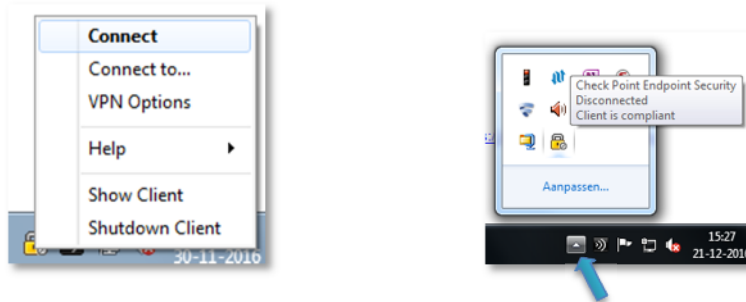 Connect
Connect to...
VPN Options
Help
Show Client
Shutdown Client
30-11-2016
Check Point Endpoint Security
Disconnected
Client is compliant
Aanpassen...
15:27
21-12-2016